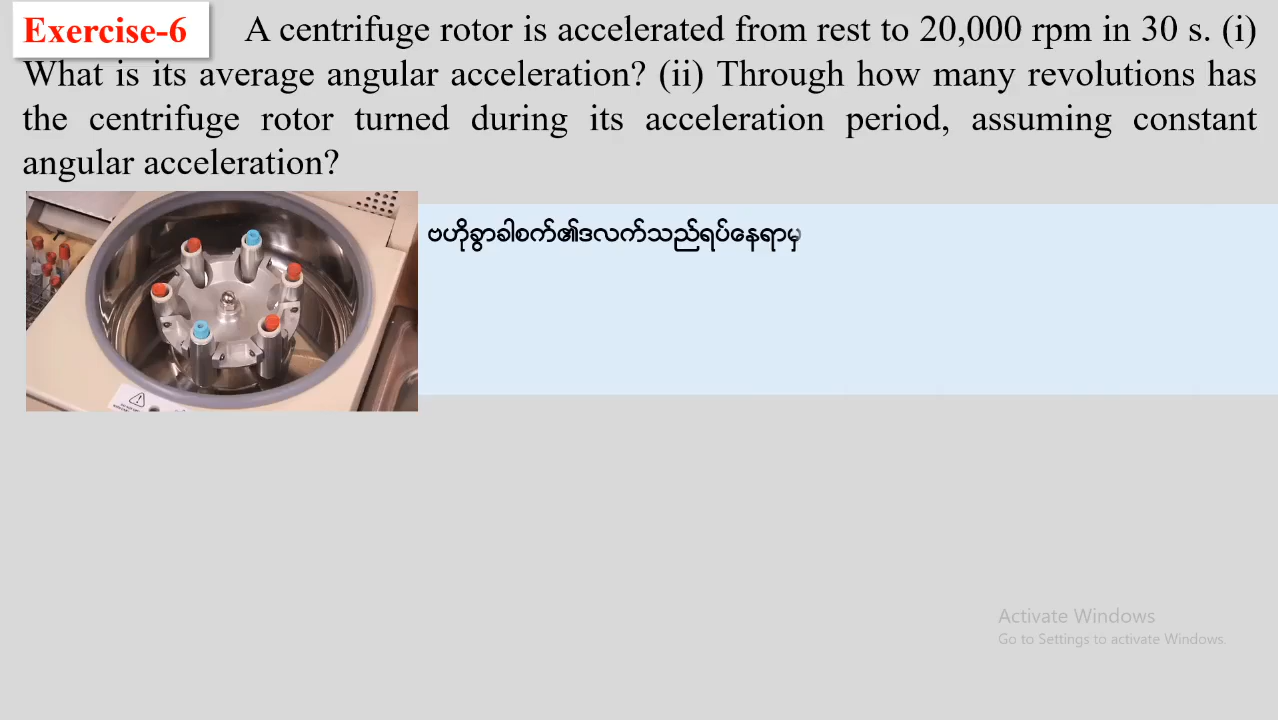 Exercise-6 A centrifuge rotor is accelerated from rest to 20,000 rpm in 30 s. (i)
What is its average angular acceleration? (ii) Through how many revolutions has
the centrifuge rotor turned during its acceleration period, assuming constant
angular acceleration?
ဗဟိုခွာခါစက်၏ဒလက်သည်ရပ်နေရာမှ
Activate Windows
Go to Settings to activate Windows.